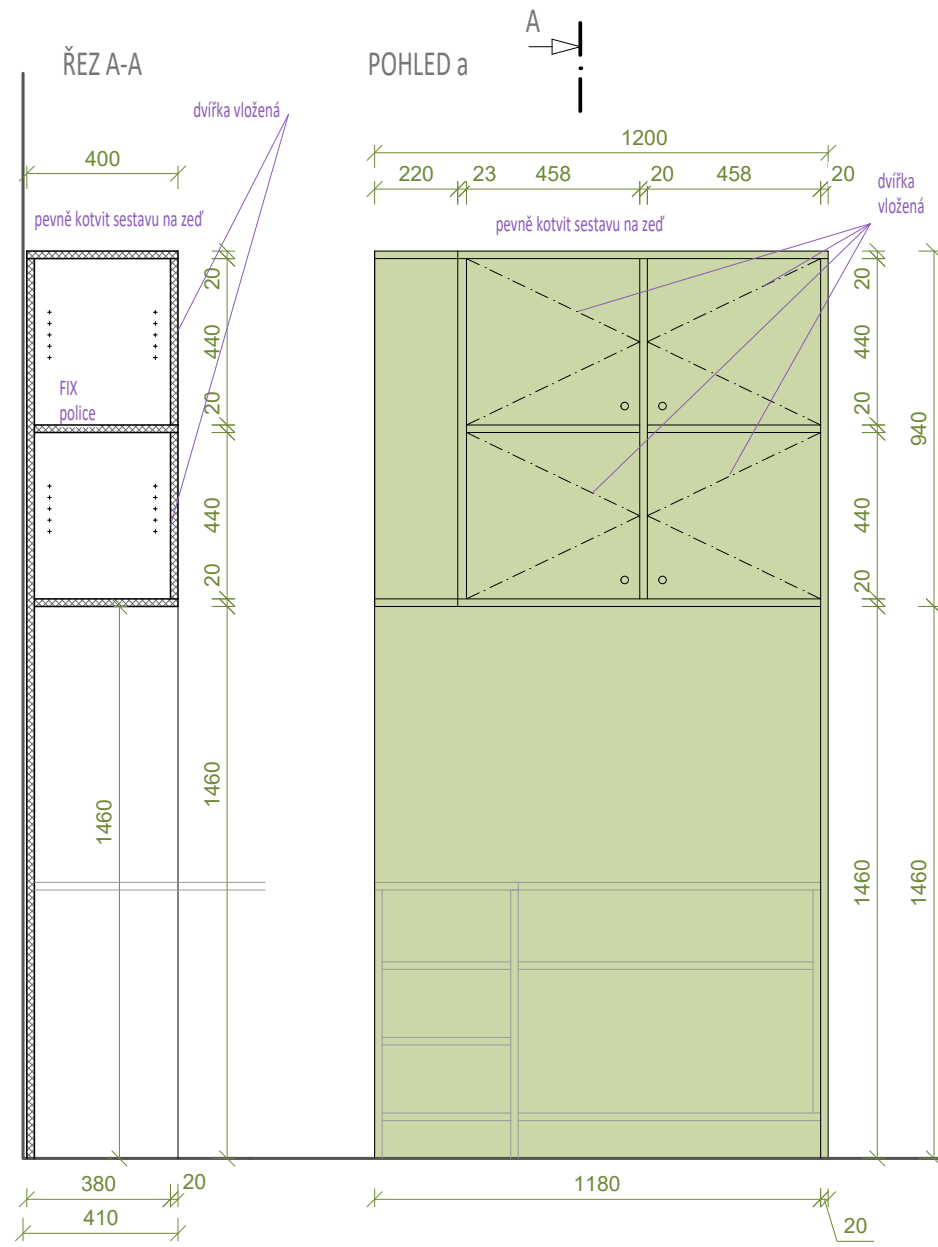 A
ŘEZ A-A
POHLED a
dvířka vložená
400
1200
220
23
458
20
458
20
dvířka
vložená
pevně kotvit sestavu na zeď
pevně kotvit sestavu na zeď
20
440
20
440
20
1460
1460
FIX
police
20
440
20
440
20
1460
940
1460
380
20
410
1180
20